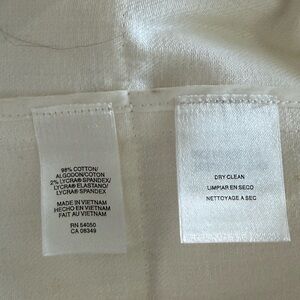 98% COTTON/
ALGODON/COTON
2% LYCRA® SPANDEX/
LYCRA® ELASTANO/
LYCRA® SPANDEX
MADE IN VIETNAM
HECHO EN VIETNAM
FAIT AU VIETNAM
RN 54050
CA 08349
DRY CLEAN
LIMPIAR EN SECO
NETTOYAGE A SEC